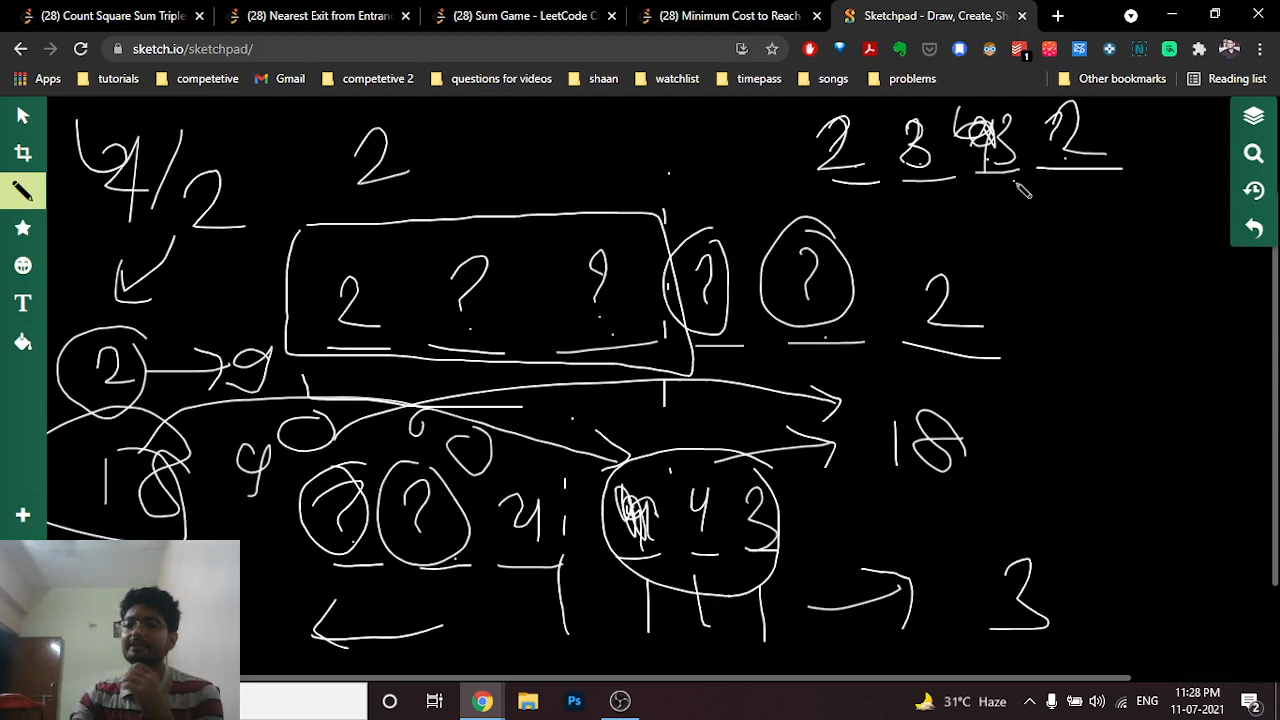 (28) Count Square Sum Triple
(28) Nearest Exit from Entran
(28) Sum Game - LeetCode C
(28) Minimum Cost to Reach
Sketchpad - Draw, Create, Sh
sketch.io/sketchpad/
1
Apps tutorials competetive Gmail competetive 2 questions for videos shaan watchlist timepass songs problems Other bookmarks Reading list
4/2 2
2 3 3 2
2 ? ? ? ? 2
2 → 9
18 9
18
? ? 4 4 3
3
31°C Haze
ENG
11:28 PM
11-07-2021
2